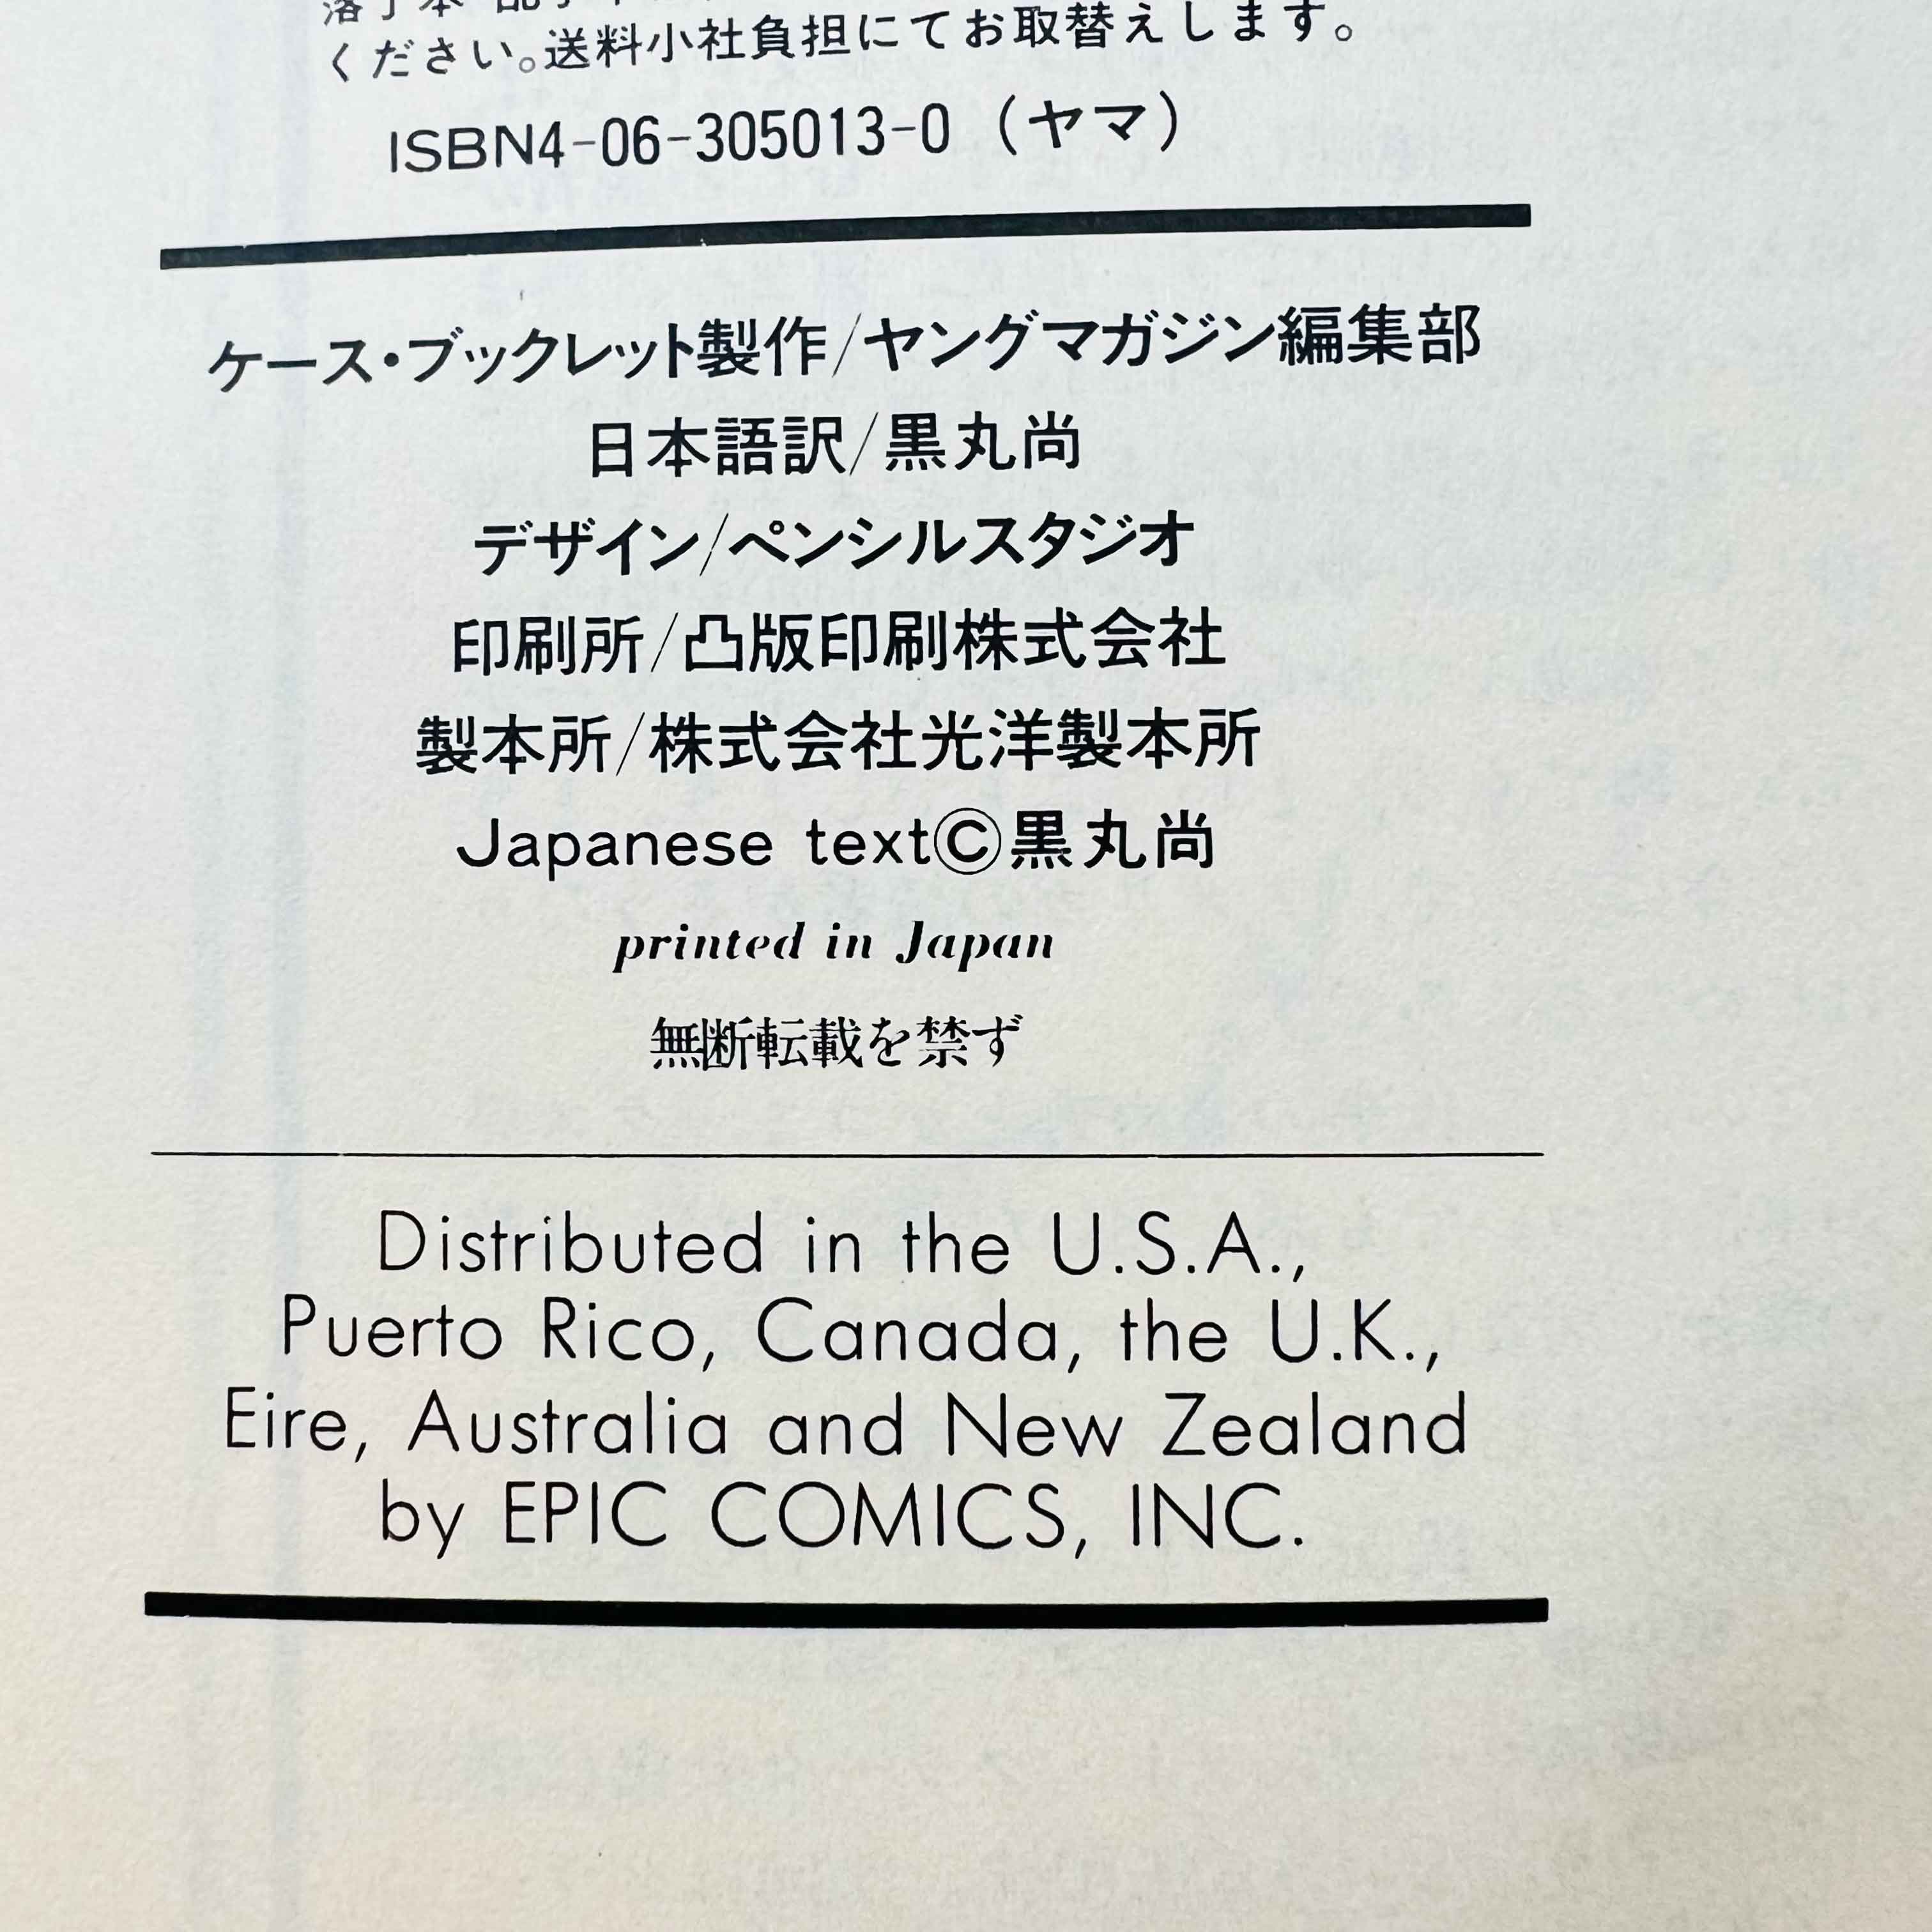 ください。送料小社負担にてお取替えします。
ISBN4-06-305013-0 (ヤマ)
ケース・ブックレット製作/ヤングマガジン編集部
日本語訳/黒丸尚
デザイン/ペンシルスタジオ
印刷所/凸版印刷株式会社
製本所/株式会社光洋製本所
Japanese text©黒丸尚
printed in Japan
無断転載を禁ず
Distributed in the U.S.A.,
Puerto Rico, Canada, the U.K.,
Eire, Australia and New Zealand
by EPIC COMICS, INC.